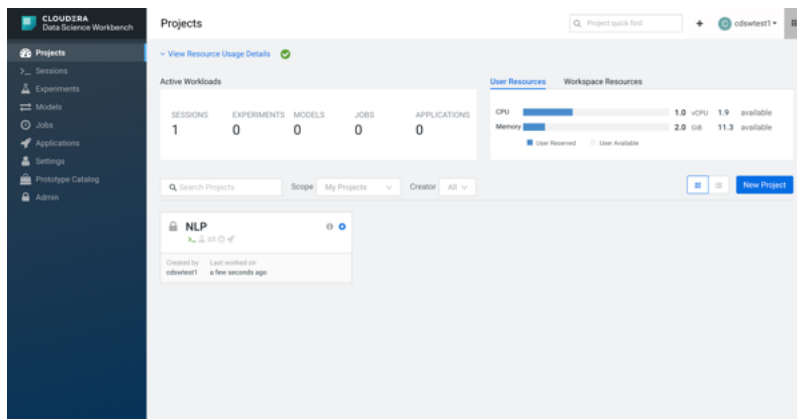 CLOUDERA
Data Science Workbench
Projects
Sessions
Experiments
Models
Jobs
Applications
Settings
Prototype Catalog
Admin
Projects
Project quick find
+
C cdswtest1
View Resource Usage Details
Active Workloads
SESSIONS EXPERIMENTS MODELS JOBS APPLICATIONS
1 0 0 0 0
User Resources Workspace Resources
CPU 1.0 vCPU 1.9 available
Memory 2.0 GiB 11.3 available
User Reserved User Available
Search Projects Scope My Projects Creator All New Project
NLP
Created by Last worked on
cdswtest1 a few seconds ago